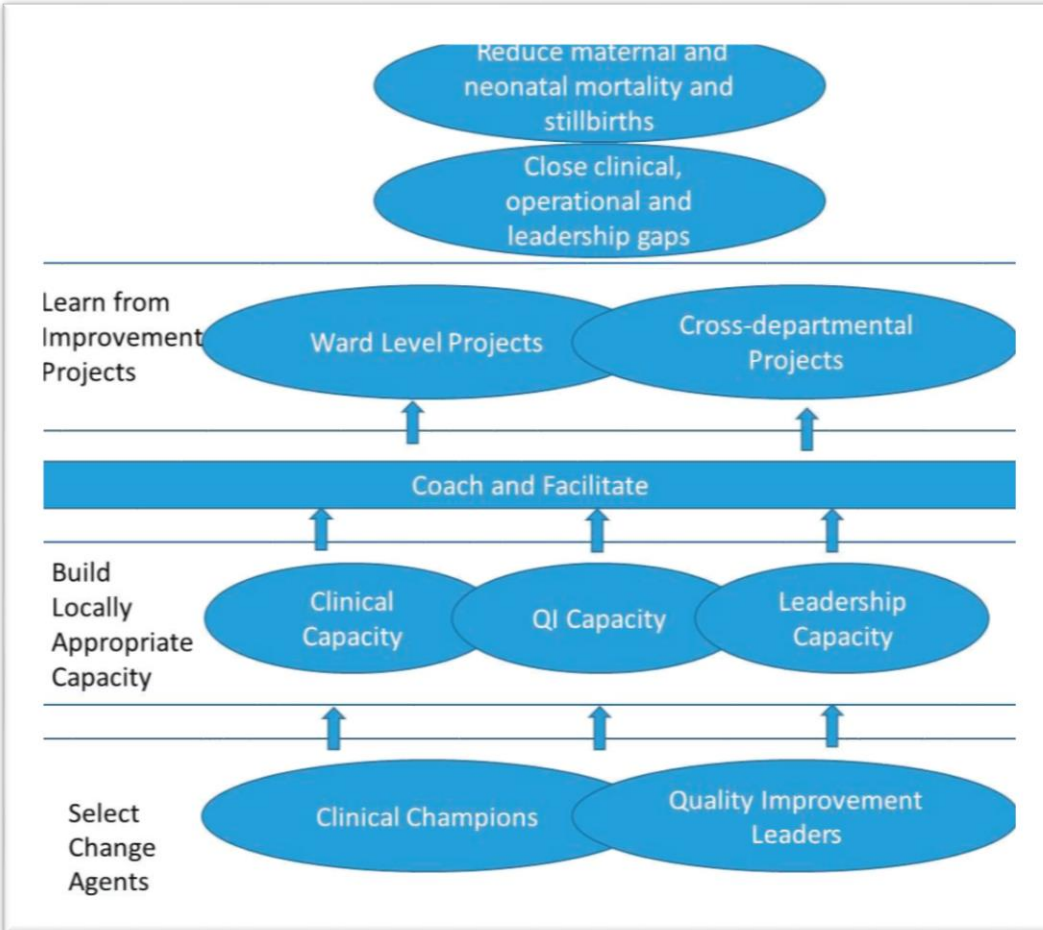 Reduce maternal and
neonatal mortality and
stillbirths
Close clinical,
operational and
leadership gaps
Learn from
Improvement
Projects
Ward Level Projects
Cross-departmental
Projects
Coach and Facilitate
Build
Locally
Appropriate
Capacity
Clinical
Capacity
QI Capacity
Leadership
Capacity
Select
Change
Agents
Clinical Champions
Quality Improvement
Leaders